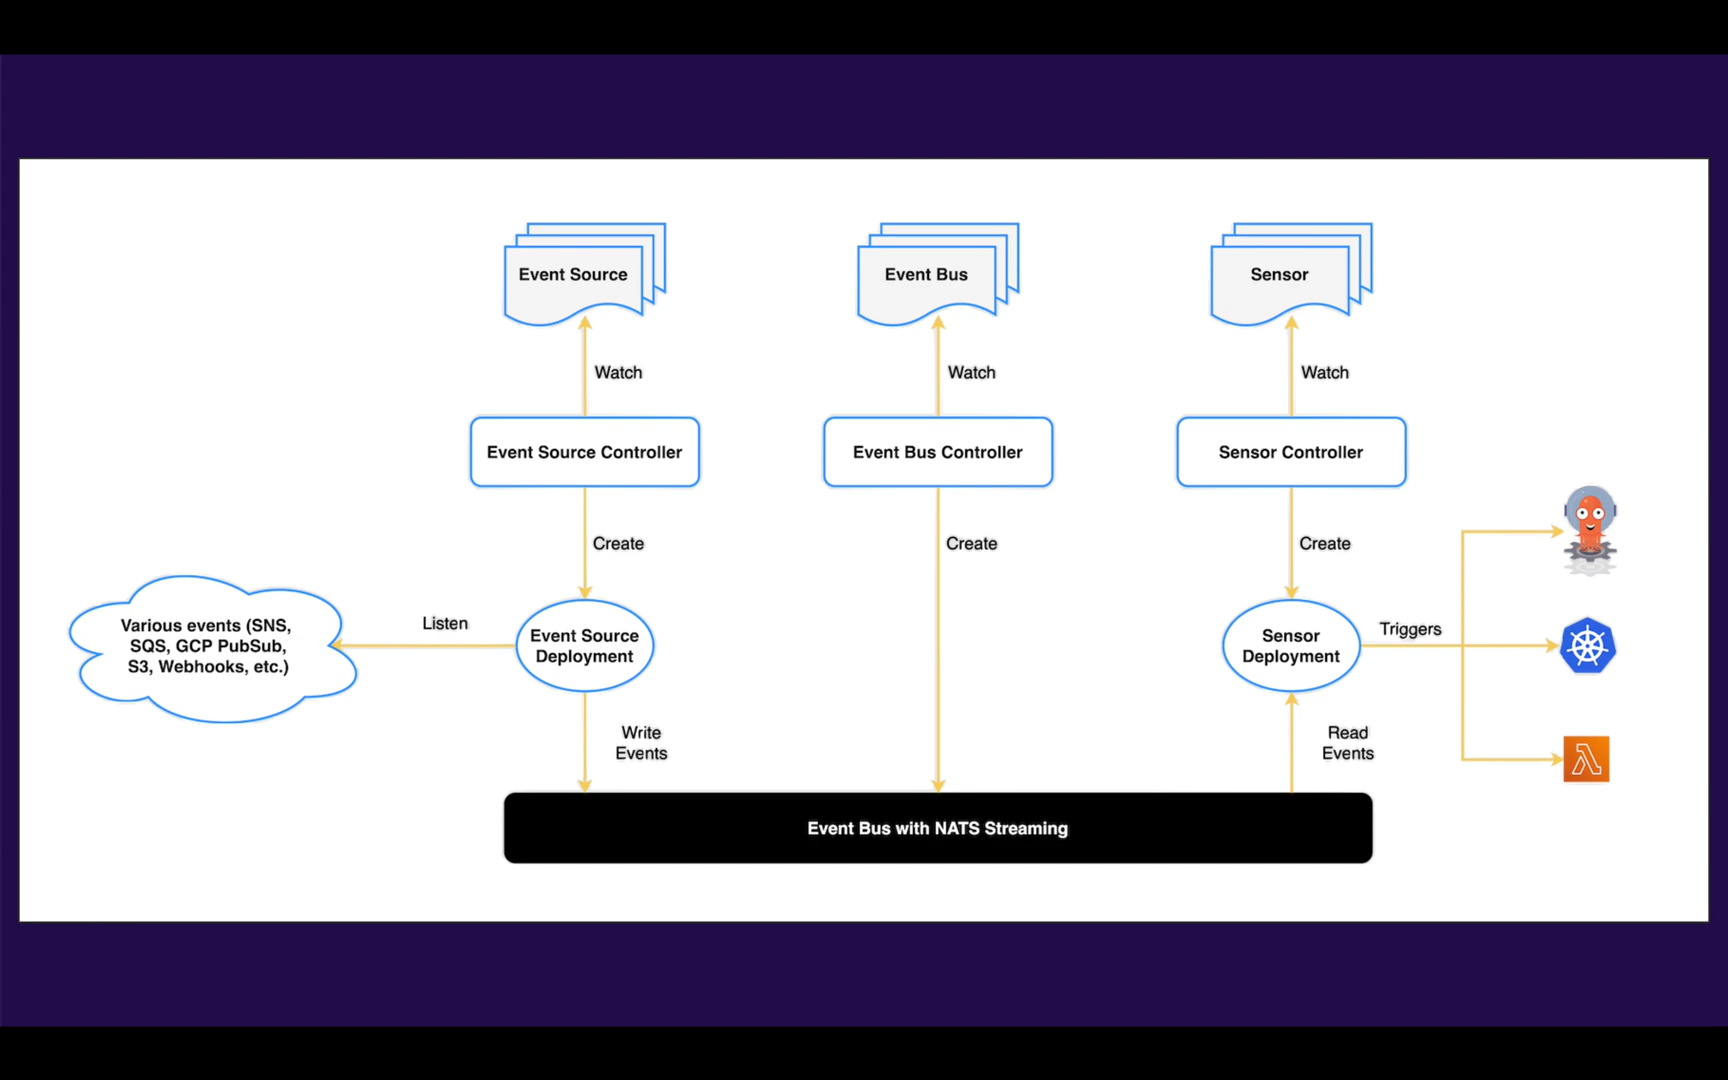 Event Source
Event Bus
Sensor
Watch
Watch
Watch
Event Source Controller
Event Bus Controller
Sensor Controller
Create
Create
Create
Various events (SNS,
SQS, GCP PubSub,
S3, Webhooks, etc.)
Listen
Event Source
Deployment
Sensor
Deployment
Triggers
Write
Events
Read
Events
Event Bus with NATS Streaming